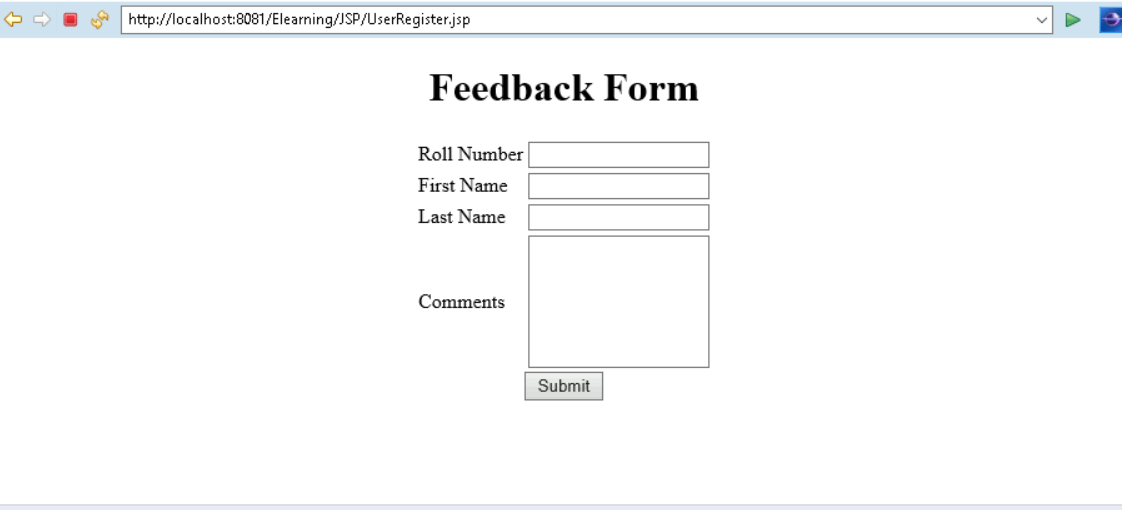 http://localhost:8081/Elearning/JSP/UserRegister.jsp
Feedback Form
Roll Number
First Name
Last Name
Comments
Submit